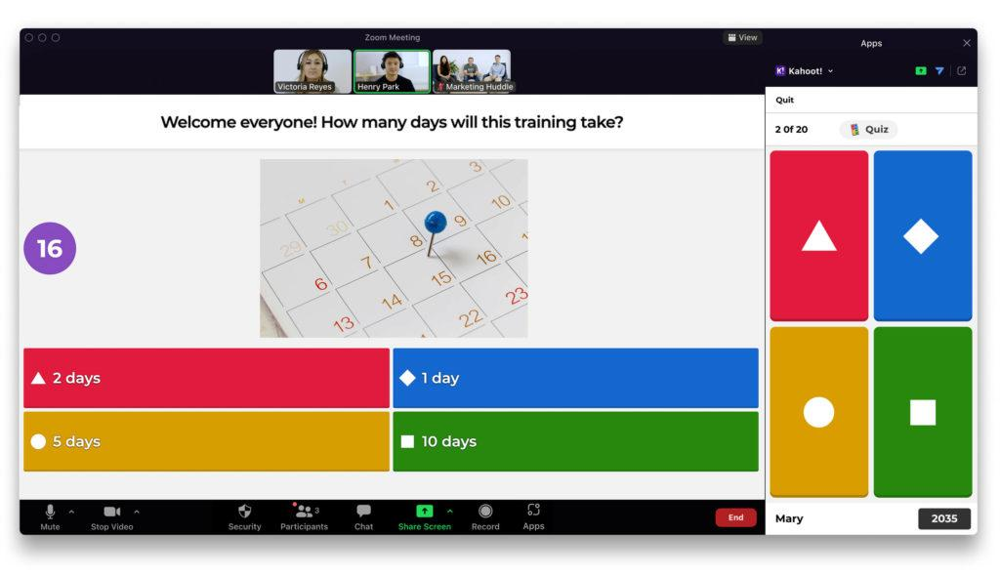 Zoom Meeting
View
Apps
Victoria Reyes
Henry Park
Marketing Huddle
K! Kahoot!
Quit
Welcome everyone! How many days will this training take?
2 0f 20
Quiz
16
M T
29 30 1 2 3
6 7 8 9 10
13 14 15 16
22 23
2 days
1 day
5 days
10 days
Mute
Stop Video
Security
Participants
3
Chat
Share Screen
Record
Apps
End
Mary
2035